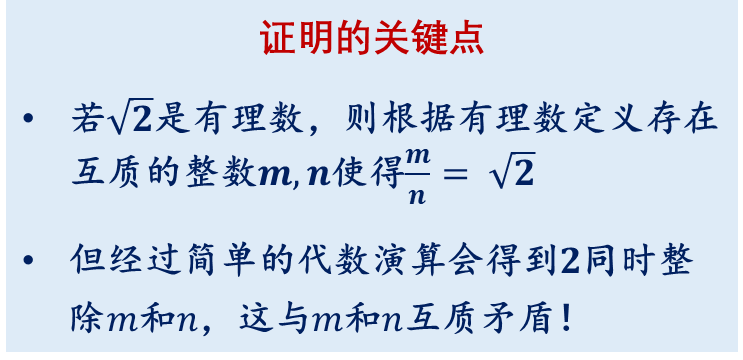 证明的关键点
• 若√2是有理数，则根据有理数定义存在
互质的整数m,n使得m/n = √2
• 但经过简单的代数演算会得到2同时整
除m和n，这与m和n互质矛盾！